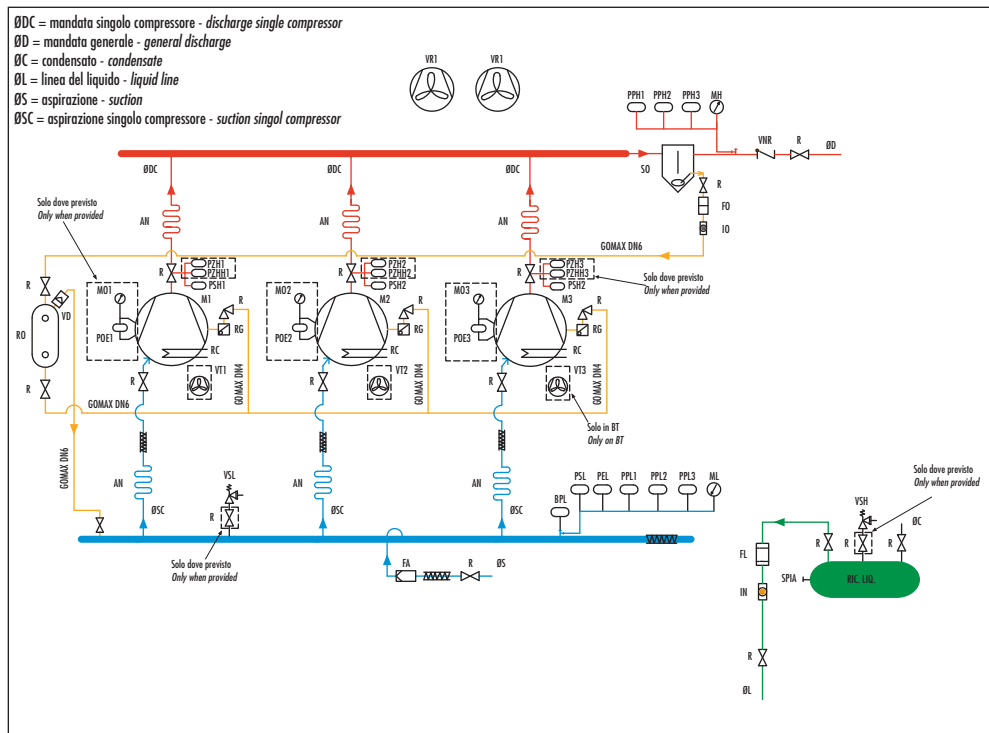 ØDC = mandata singolo compressore - discharge single compressor
ØD = mandata generale - general discharge
ØC = condensato - condensate
ØL = linea del liquido - liquid line
ØS = aspirazione - suction
ØSC = aspirazione singolo compressore - suction singol compressor
VR1 VR1
PPH1 PPH2 PPH3 MH
VNR R ØD
SO
R
FO
IO
ØDC ØDC ØDC
Solo dove previsto
Only when provided
AN AN AN
GOMAX DN6
PZH1 PZH2 PZH3
R PZHH1 R PZHH2 R PZHH3
PSH1 PSH2 PSH2
Solo dove previsto
Only when provided
R VD
RO
MO1 M1 R MO2 M2 R MO3 M3 R
POE1 RG POE2 RG POE3 RG
RC RC RC
R R R R
VT1 VT2 VT3
GOMAX DN4 GOMAX DN4 GOMAX DN4
GOMAX DN6
Solo in BT
Only on BT
GOMAX DN6
AN VSL AN AN
ØSC R ØSC ØSC
PSL PEL PPL1 PPL2 PPL3 ML
BPL
Solo dove previsto
Only when provided
FA R ØS
Solo dove previsto
Only when provided
VSH
ØC
R R R
FL
SPIA RIC. LIQ.
IN
R
ØL